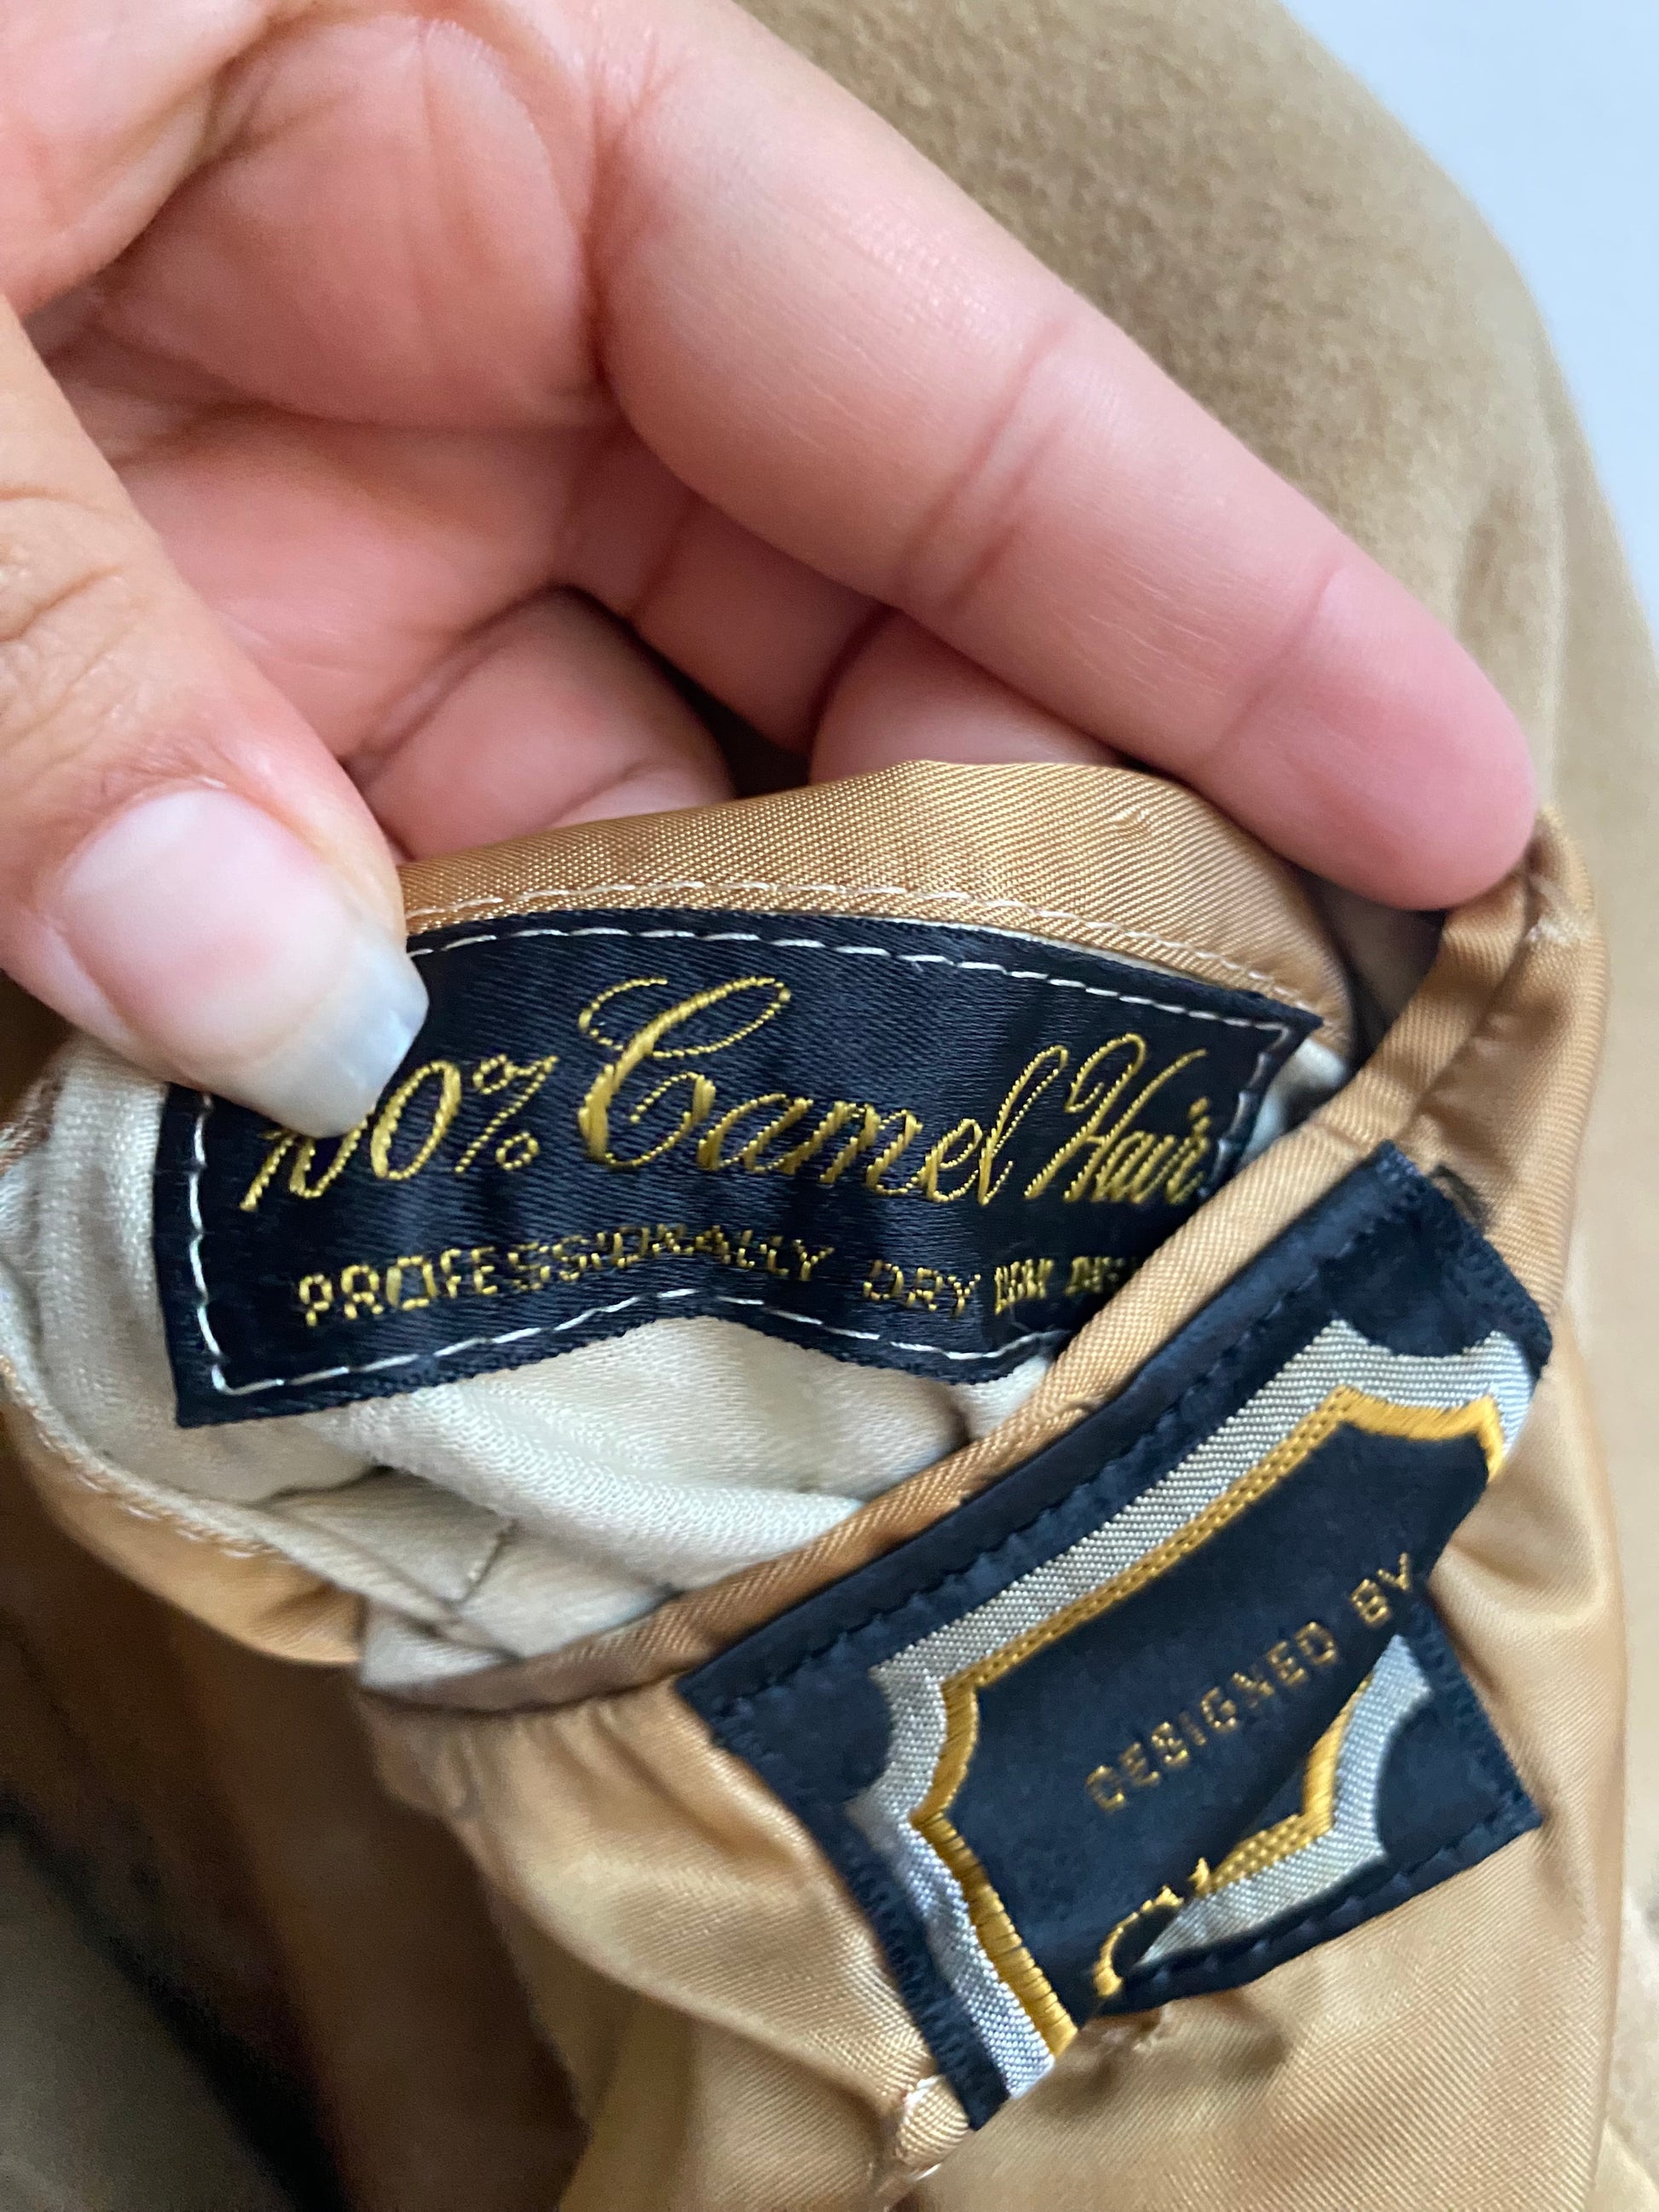 100% Camel Hair
PROFESSIONALLY DRY
DESIGNED BY